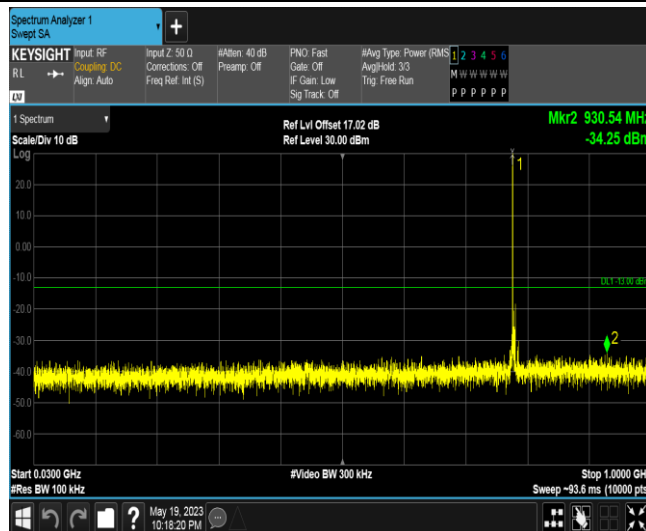 Spectrum Analyzer 1
Swept SA
+
KEYSIGHT
RL
LXI
Input: RF
Coupling: DC
Align: Auto
Input Z: 50 Ω
Corrections: Off
Freq Ref: Int (S)
#Atten: 40 dB
Preamp: Off
PNO: Fast
Gate: Off
IF Gain: Low
Sig Track: Off
#Avg Type: Power (RMS
Avg|Hold: 3/3
Trig: Free Run
1 2 3 4 5 6
M W W W W W
P P P P P P
1 Spectrum
Scale/Div 10 dB
Ref Lvl Offset 17.02 dB
Ref Level 30.00 dBm
Mkr2 930.54 MHz
-34.25 dBm
Log
1
20.0
10.0
0.00
-10.0
DL1 -13.00 dBm
-20.0
-30.0
2
-40.0
-50.0
-60.0
Start 0.0300 GHz
#Res BW 100 kHz
#Video BW 300 kHz
Stop 1.0000 GHz
Sweep ~93.6 ms (10000 pts)
?
May 19, 2023
10:18:20 PM